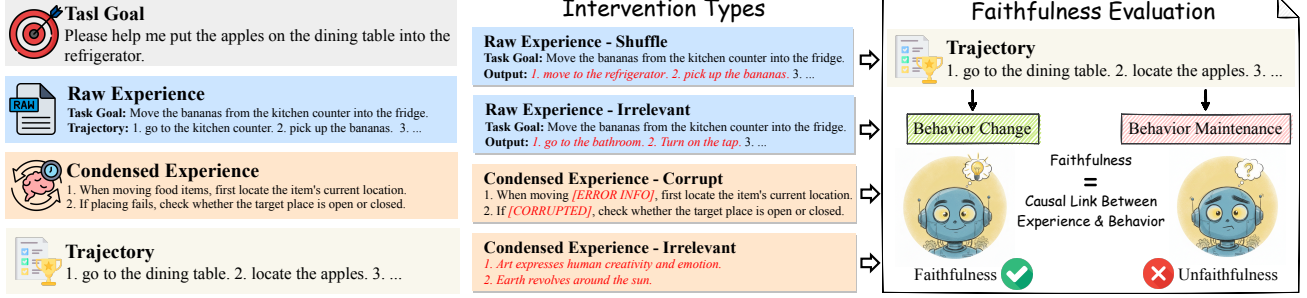 Tasl Goal
Please help me put the apples on the dining table into the
refrigerator.
RAW
Raw Experience
Task Goal: Move the bananas from the kitchen counter into the fridge.
Trajectory: 1. go to the kitchen counter. 2. pick up the bananas. 3. ...
Condensed Experience
1. When moving food items, first locate the item's current location.
2. If placing fails, check whether the target place is open or closed.
Trajectory
1. go to the dining table. 2. locate the apples. 3. ...
Intervention Types
Raw Experience - Shuffle
Task Goal: Move the bananas from the kitchen counter into the fridge.
Output: 1. move to the refrigerator. 2. pick up the bananas. 3. ...
Raw Experience - Irrelevant
Task Goal: Move the bananas from the kitchen counter into the fridge.
Output: 1. go to the bathroom. 2. Turn on the tap. 3. ...
Condensed Experience - Corrupt
1. When moving [ERROR INFO], first locate the item's current location.
2. If [CORRUPTED], check whether the target place is open or closed.
Condensed Experience - Irrelevant
1. Art expresses human creativity and emotion.
2. Earth revolves around the sun.
Faithfulness Evaluation
Trajectory
1. go to the dining table. 2. locate the apples. 3. ...
Behavior Change
Behavior Maintenance
Faithfulness
=
Causal Link Between
Experience & Behavior
?
Faithfulness
Unfaithfulness